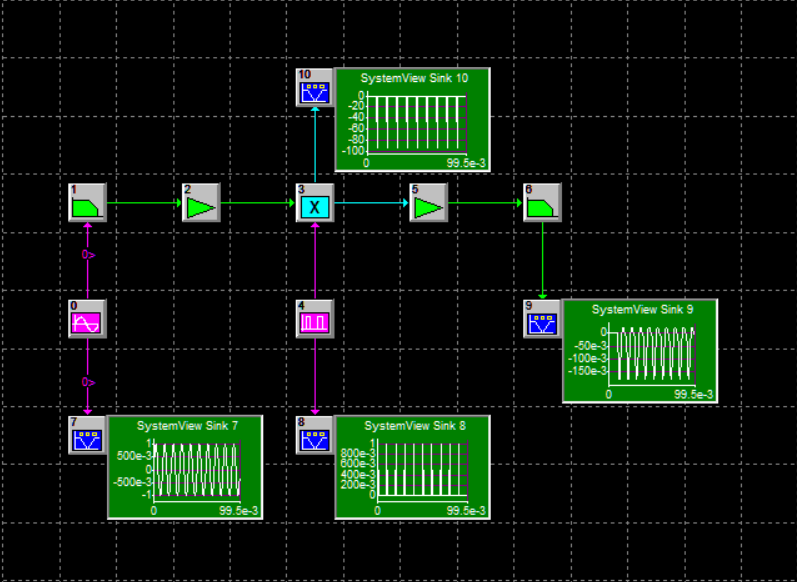 10
SystemView Sink 10
0
-20
-40
-60
-80
-100
0 99.5e-3
1
2
3
X
5
6
0>
0
4
9
SystemView Sink 9
0
-50e-3
-100e-3
-150e-3
0 99.5e-3
0>
7
SystemView Sink 7
1
500e-3
0
-500e-3
-1
0 99.5e-3
8
SystemView Sink 8
1
800e-3
600e-3
400e-3
200e-3
0
0 99.5e-3